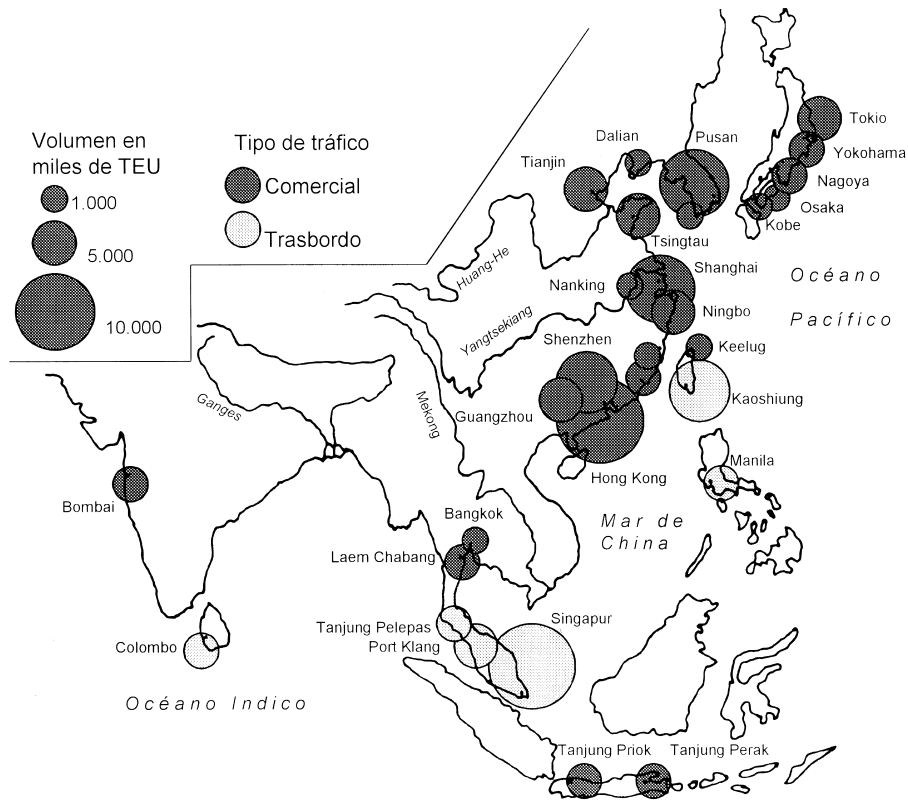 Volumen en
miles de TEU
1.000
5.000
10.000
Tipo de tráfico
Comercial
Trasbordo
Dalian
Pusan
Tokio
Tianjin
Yokohama
Nagoya
Osaka
Kobe
Tsingtau
Huang-He
Nanking
Shanghai
Océano
Pacífico
Ningbo
Yangtsekiang
Shenzhen
Keelug
Ganges
Mekong
Guangzhou
Kaoshiung
Hong Kong
Manila
Bombai
Mar de
China
Bangkok
Laem Chabang
Tanjung Pelepas
Singapur
Port Klang
Colombo
Océano Indico
Tanjung Priok
Tanjung Perak